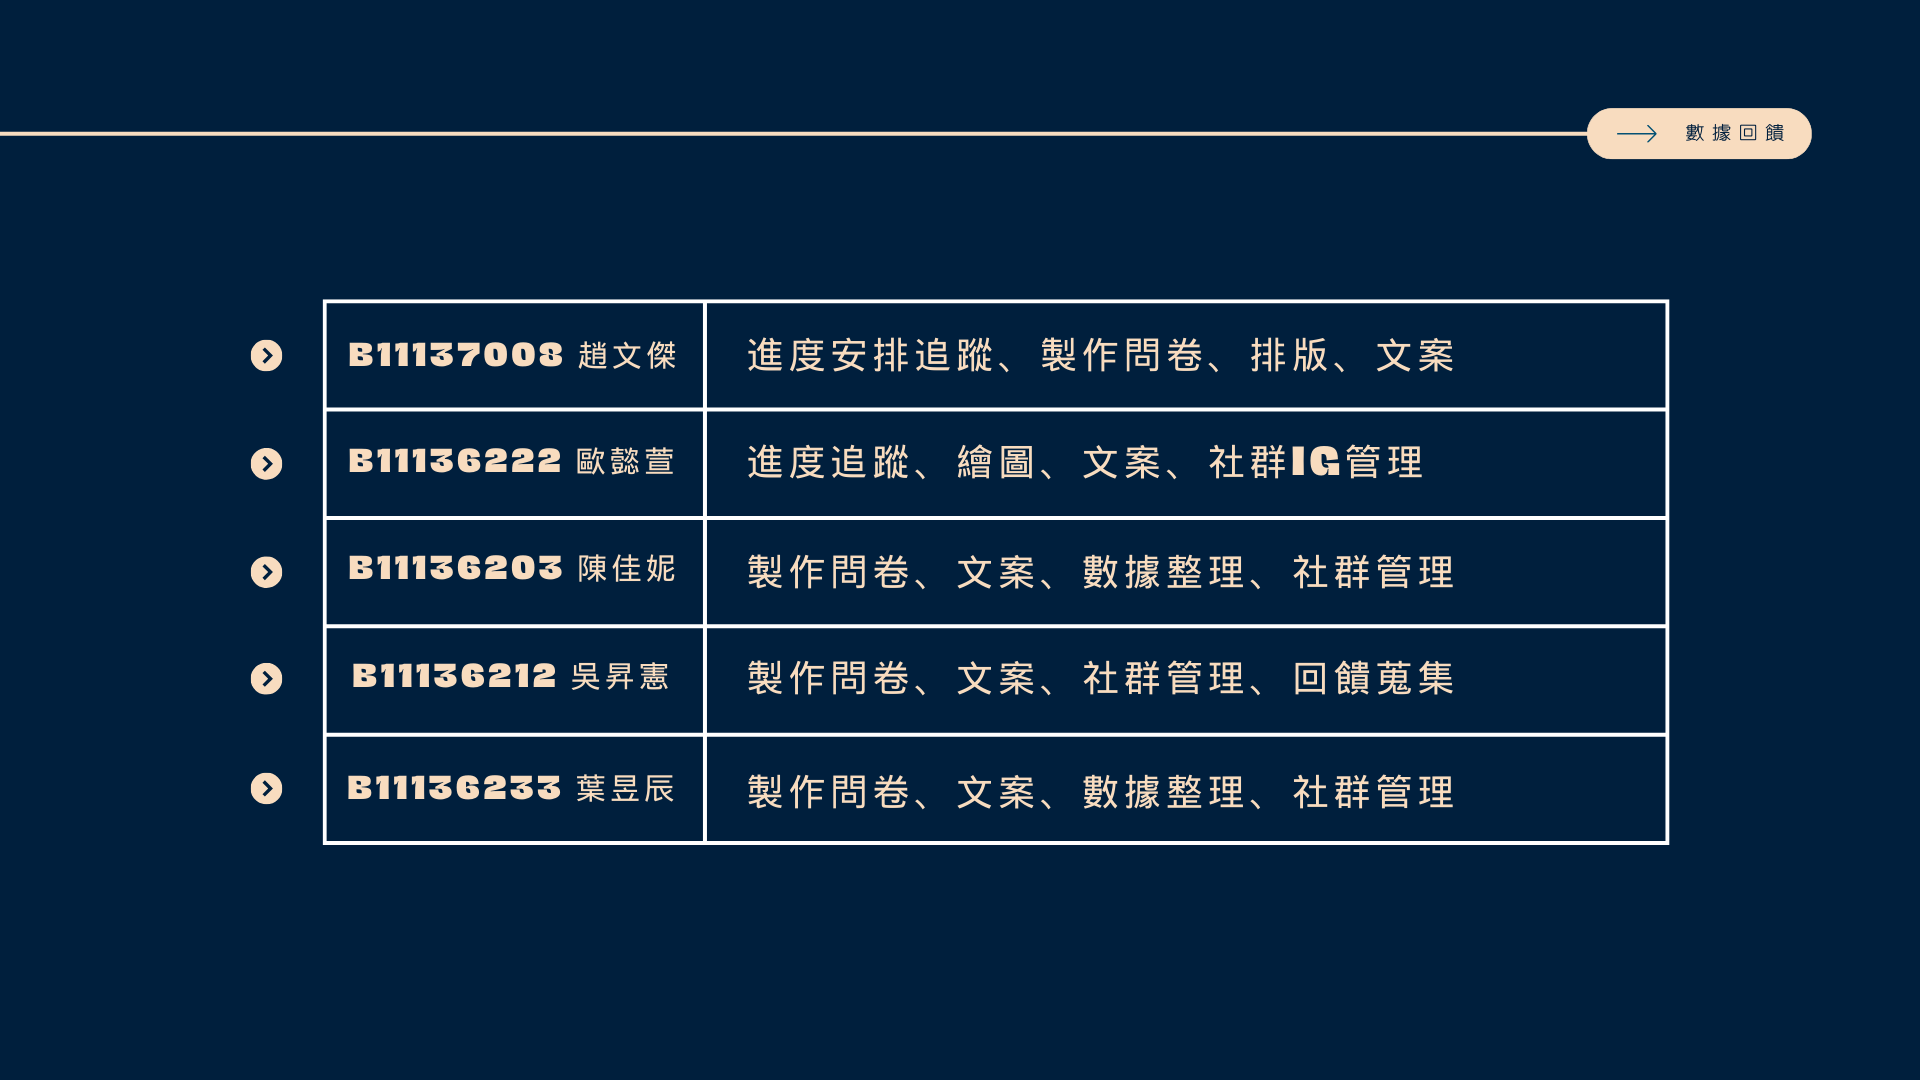 數據回饋
B11137008 趙文傑
進度安排追蹤、製作問卷、排版、文案
B11136222 歐懿萱
進度追蹤、繪圖、文案、社群IG管理
B11136203 陳佳妮
製作問卷、文案、數據整理、社群管理
B11136212 吳昇憲
製作問卷、文案、社群管理、回饋蒐集
B11136233 葉昱辰
製作問卷、文案、數據整理、社群管理